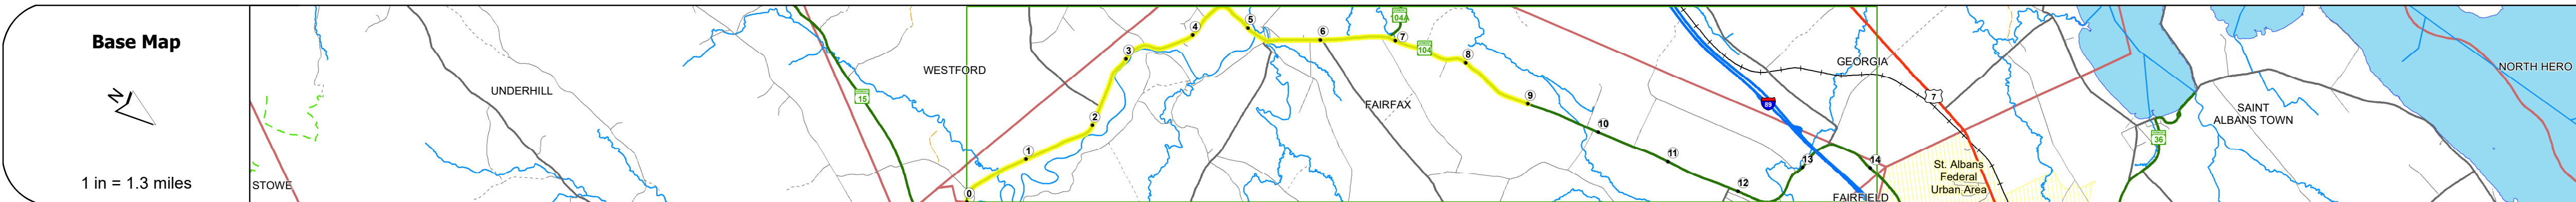 Base Map
N
1 in = 1.3 miles
STOWE
UNDERHILL
15
WESTFORD
0
1
2
3
4
5
6
104A
7
104
8
9
FAIRFAX
10
11
12
13
14
89
GEORGIA
7
FAIRFIELD
St. Albans
Federal
Urban Area
36
SAINT
ALBANS TOWN
NORTH HERO